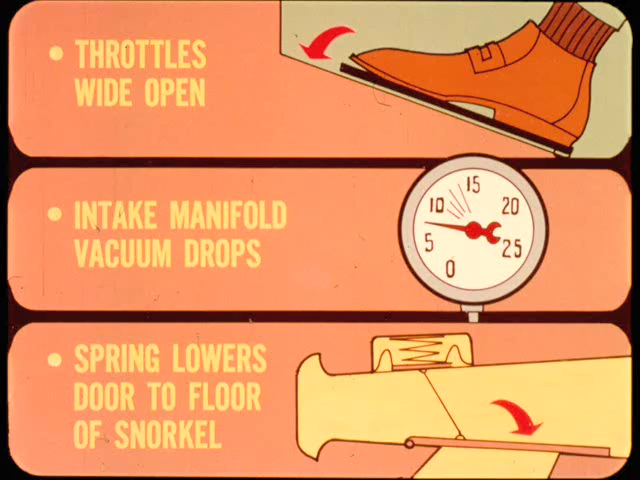 • THROTTLES
WIDE OPEN
• INTAKE MANIFOLD
VACUUM DROPS
15
10
20
5
25
0
• SPRING LOWERS
DOOR TO FLOOR
OF SNORKEL